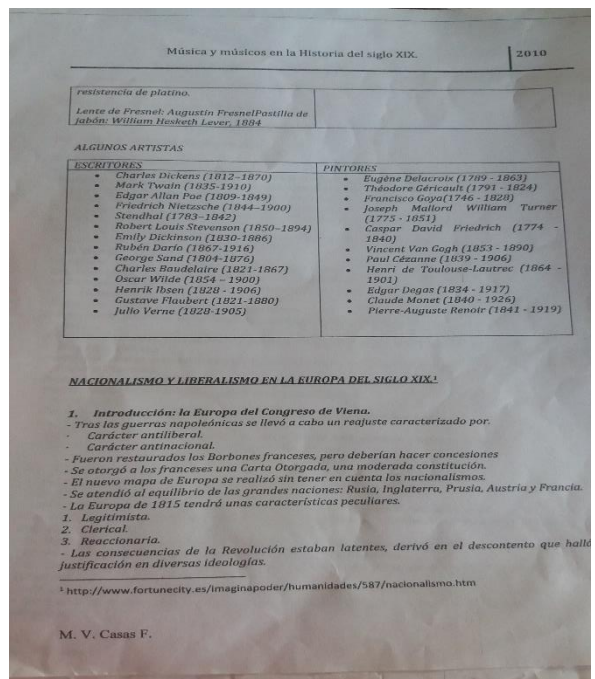 Música y músicos en la Historia del siglo XIX.
2010
resistencia de platino.
Lente de Fresnel: Augustin FresnelPastilla de
jabón: William Hesketh Lever, 1884
ALGUNOS ARTISTAS
ESCRITORES
• Charles Dickens (1812–1870)
• Mark Twain (1835-1910)
• Edgar Allan Poe (1809-1849)
• Friedrich Nietzsche (1844–1900)
• Stendhal (1783–1842)
• Robert Louis Stevenson (1850–1894)
• Emily Dickinson (1830-1886)
• Rubén Darío (1867-1916)
• George Sand (1804-1876)
• Charles Baudelaire (1821-1867)
• Oscar Wilde (1854 – 1900)
• Henrik Ibsen (1828 - 1906)
• Gustave Flaubert (1821-1880)
• Julio Verne (1828-1905)
PINTORES
• Eugène Delacroix (1789 - 1863)
• Théodore Géricault (1791 - 1824)
• Francisco Goya(1746 - 1828)
• Joseph Mallord William Turner
(1775 - 1851)
• Caspar David Friedrich (1774 -
1840)
• Vincent Van Gogh (1853 - 1890)
• Paul Cézanne (1839 - 1906)
• Henri de Toulouse-Lautrec (1864 -
1901)
• Edgar Degas (1834 - 1917)
• Claude Monet (1840 - 1926)
• Pierre-Auguste Renoir (1841 - 1919)
NACIONALISMO Y LIBERALISMO EN LA EUROPA DEL SIGLO XIX.¹
1. Introducción: la Europa del Congreso de Viena.
- Tras las guerras napoleónicas se llevó a cabo un reajuste caracterizado por.
· Carácter antiliberal.
· Carácter antinacional.
- Fueron restaurados los Borbones franceses, pero deberían hacer concesiones
- Se otorgó a los franceses una Carta Otorgada, una moderada constitución.
- El nuevo mapa de Europa se realizó sin tener en cuenta los nacionalismos.
- Se atendió al equilibrio de las grandes naciones: Rusia, Inglaterra, Prusia, Austria y Francia.
- La Europa de 1815 tendrá unas características peculiares.
1. Legitimista.
2. Clerical.
3. Reaccionaria.
- Las consecuencias de la Revolución estaban latentes, derivó en el descontento que halló
justificación en diversas ideologías.
¹ http://www.fortunecity.es/imaginapoder/humanidades/587/nacionalismo.htm
M. V. Casas F.